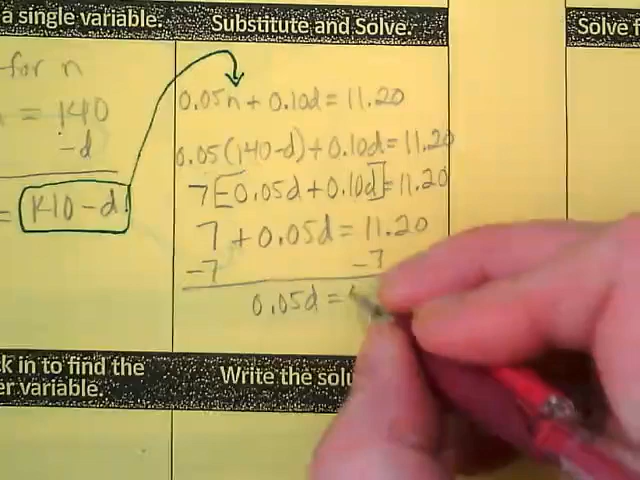 a single variable.
for n
= 140
-d
= 140 - d
Substitute and Solve.
0.05n + 0.10d = 11.20
0.05(140-d) + 0.10d = 11.20
7[-0.05d + 0.10d] = 11.20
7 + 0.05d = 11.20
-7 -7
0.05d =
Solve f
ck in to find the
er variable.
Write the solu